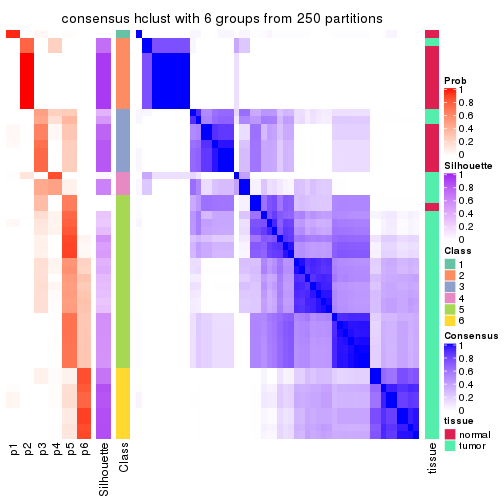 consensus hclust with 6 groups from 250 partitions
Prob
1
0.8
0.6
0.4
0.2
0
Silhouette
1
0.8
0.6
0.4
0.2
0
Class
1
2
3
4
5
6
Consensus
1
0.8
0.6
0.4
0.2
0
tissue
normal
tumor
p1
p2
p3
p4
p5
p6
Silhouette
Class
tissue